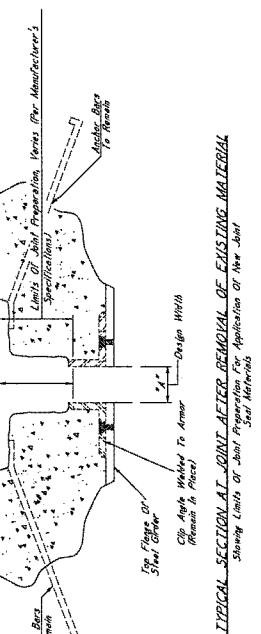 Limits Of Joint Preparation, Varies (Per Manufacturer's
Specifications)
Anchor Bars
To Remain
Bars
main
"A"
Design Width
Top Flange Of
Steel Girder
Clip Angle Welded To Armor
(Remain In Place)
TYPICAL SECTION AT JOINT AFTER REMOVAL OF EXISTING MATERIAL
Showing Limits Of Joint Preparation For Application Of New Joint
Seal Materials